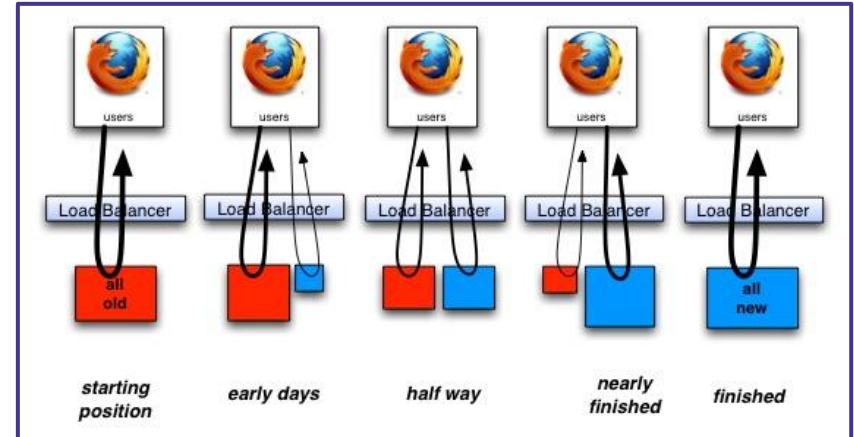 users
users
users
users
users
Load Balancer
Load Balancer
Load Balancer
Load Balancer
Load Balancer
all
old
all
new
starting
position
early days
half way
nearly
finished
finished